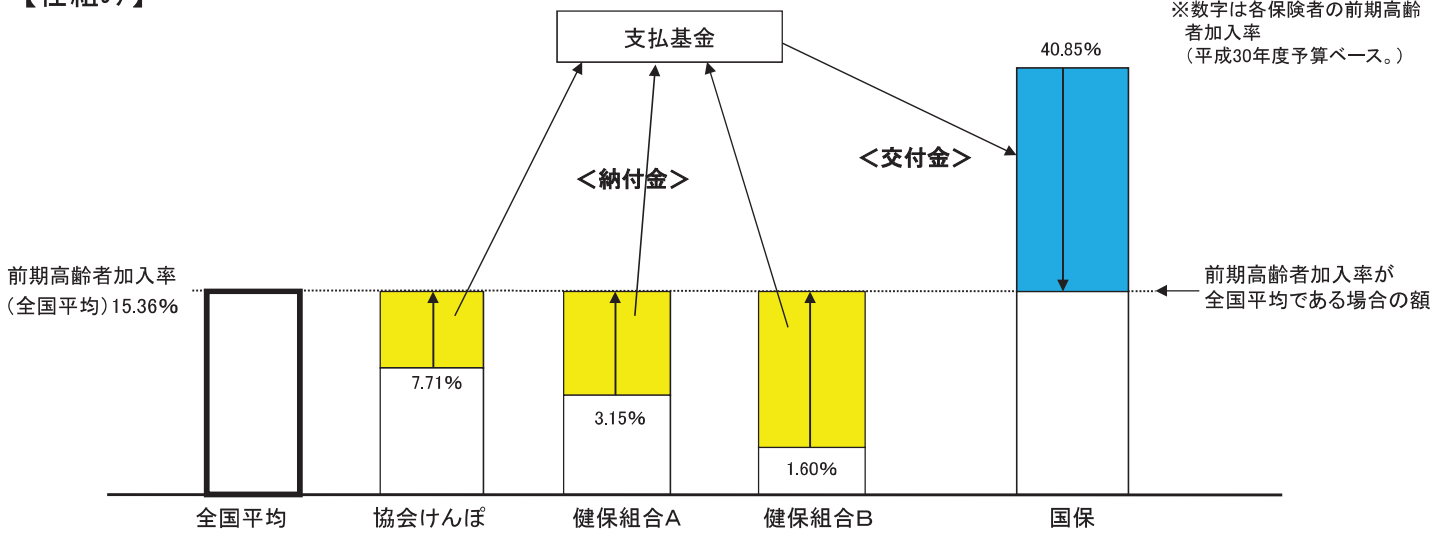 【仕組み】
※数字は各保険者の前期高齢
者加入率
（平成30年度予算ベース。）
支払基金
40.85%
＜交付金＞
＜納付金＞
前期高齢者加入率
（全国平均）15.36%
前期高齢者加入率が
全国平均である場合の額
7.71%
3.15%
1.60%
全国平均
協会けんぽ
健保組合A
健保組合B
国保